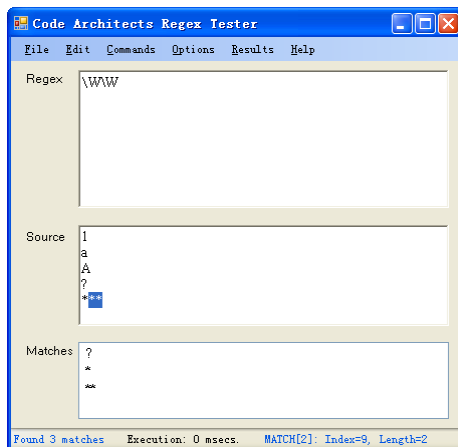 Code Architects Regex Tester
File Edit Commands Options Results Help
Regex
\W\W
Source
1
a
A
?
***
Matches
?
*
**
Found 3 matches Execution: 0 msecs. MATCH[2]: Index=9, Length=2